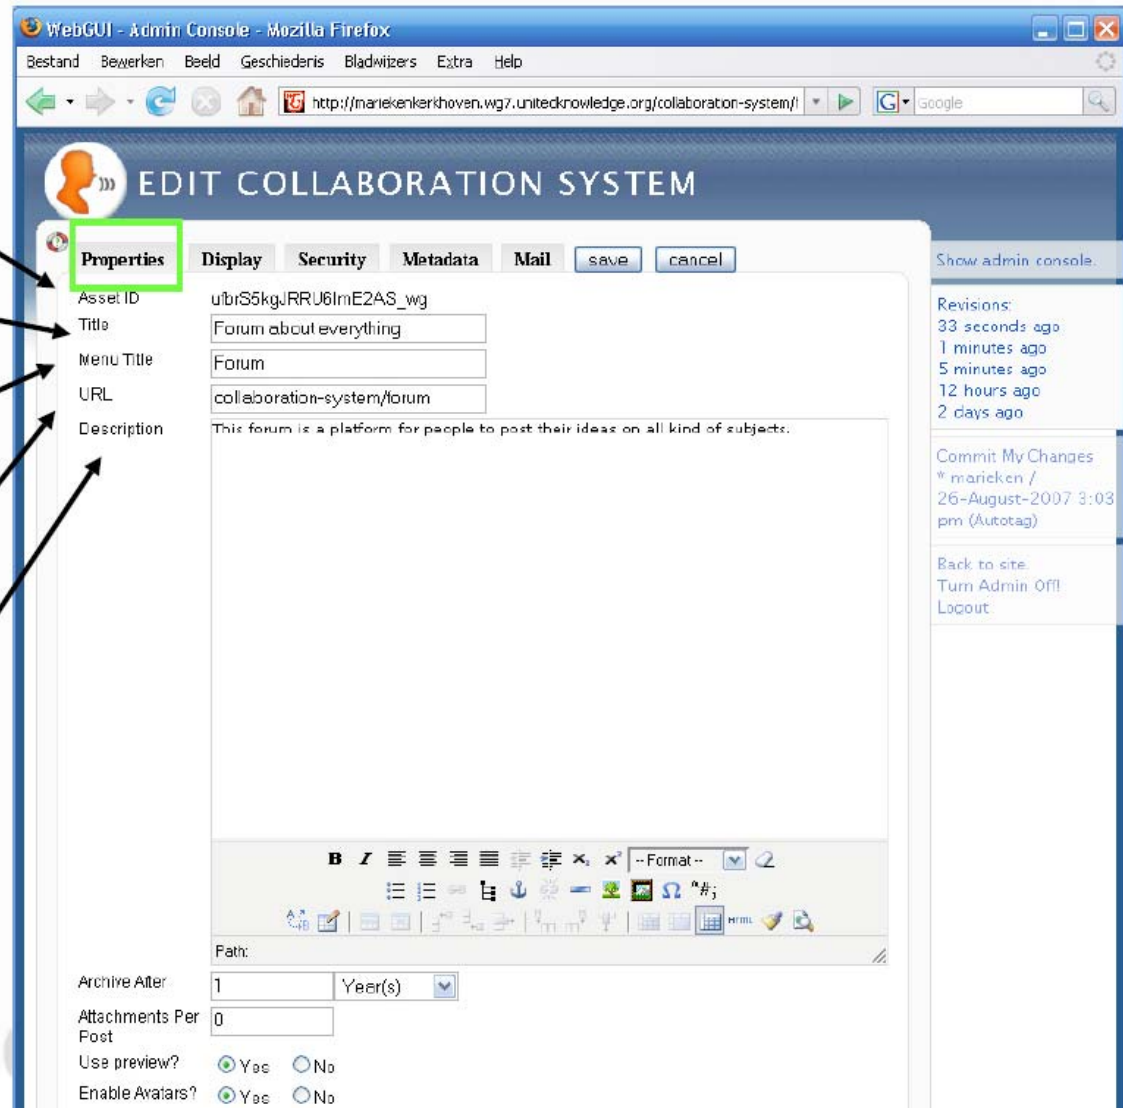 WebGUI - Admin Console - Mozilla Firefox
Bestand Bewerken Beeld Geschiedenis Bladwijzers Extra Help
http://mariekenkerkhoven.wg7.unitedknowledge.org/collaboration-system/
G Google
EDIT COLLABORATION SYSTEM
Properties Display Security Metadata Mail save cancel
Show admin console.
Asset ID
Title Forum about everything
Menu Title Forum
URL collaboration-system/forum
Description This forum is a platform for people to post their ideas on all kind of subjects.
Revisions:
33 seconds ago
1 minutes ago
5 minutes ago
12 hours ago
2 days ago
Commit My Changes
* marieken /
26-August-2007 3:03
pm (Autotag)
Back to site.
Turn Admin Off!
Logout
B I -- Format --
Ω "#;
HTML
Path:
Archive After 1 Year(s)
Attachments Per
Post 0
Use preview? Yes No
Enable Avatars? Yes No